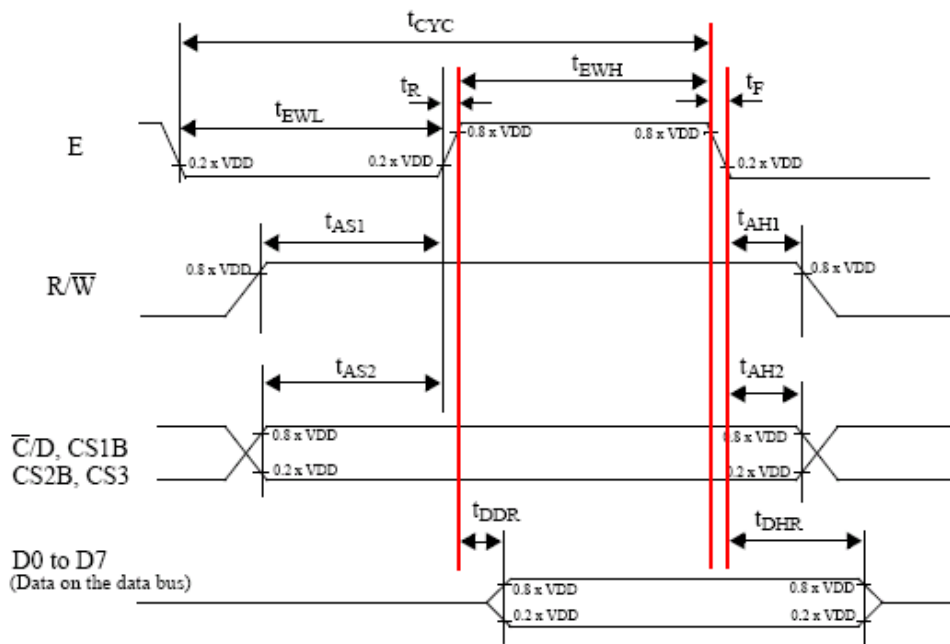 tCYC
tEWH
tR
tF
tEWL
E
0.8 x VDD
0.8 x VDD
0.2 x VDD
0.2 x VDD
0.2 x VDD
tAS1
tAH1
R/W̅
0.8 x VDD
0.8 x VDD
tAS2
tAH2
C̅/D, CS1B
CS2B, CS3
0.8 x VDD
0.8 x VDD
0.2 x VDD
0.2 x VDD
tDDR
tDHR
D0 to D7
(Data on the data bus)
0.8 x VDD
0.8 x VDD
0.2 x VDD
0.2 x VDD